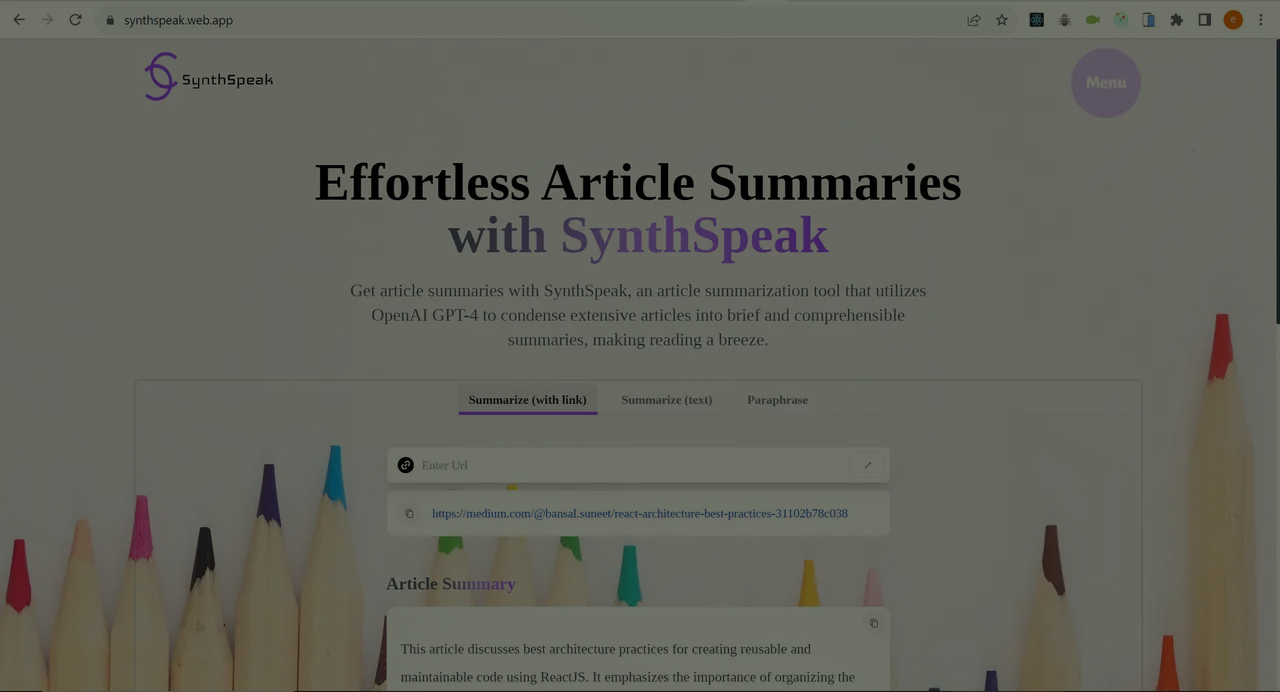 synthspeak.web.app
e
SynthSpeak
Menu
Effortless Article Summaries
with SynthSpeak
Get article summaries with SynthSpeak, an article summarization tool that utilizes
OpenAI GPT-4 to condense extensive articles into brief and comprehensible
summaries, making reading a breeze.
Summarize (with link) Summarize (text) Paraphrase
Enter Url
https://medium.com/@bansal.suneet/react-architecture-best-practices-31102b78c038
Article Summary
This article discusses best architecture practices for creating reusable and
maintainable code using ReactJS. It emphasizes the importance of organizing the